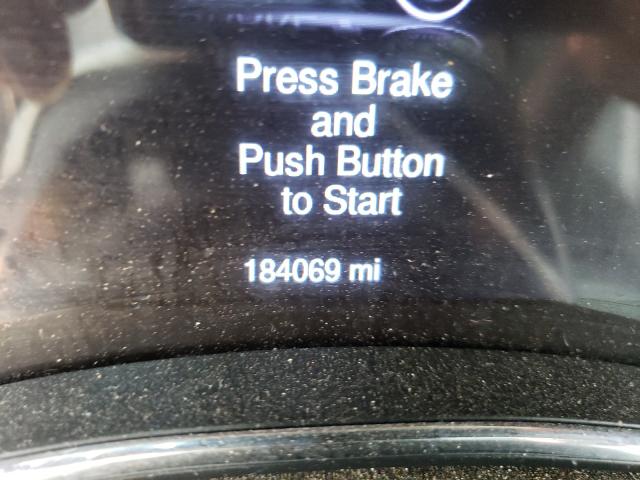 Press Brake
and
Push Button
to Start
184069 mi